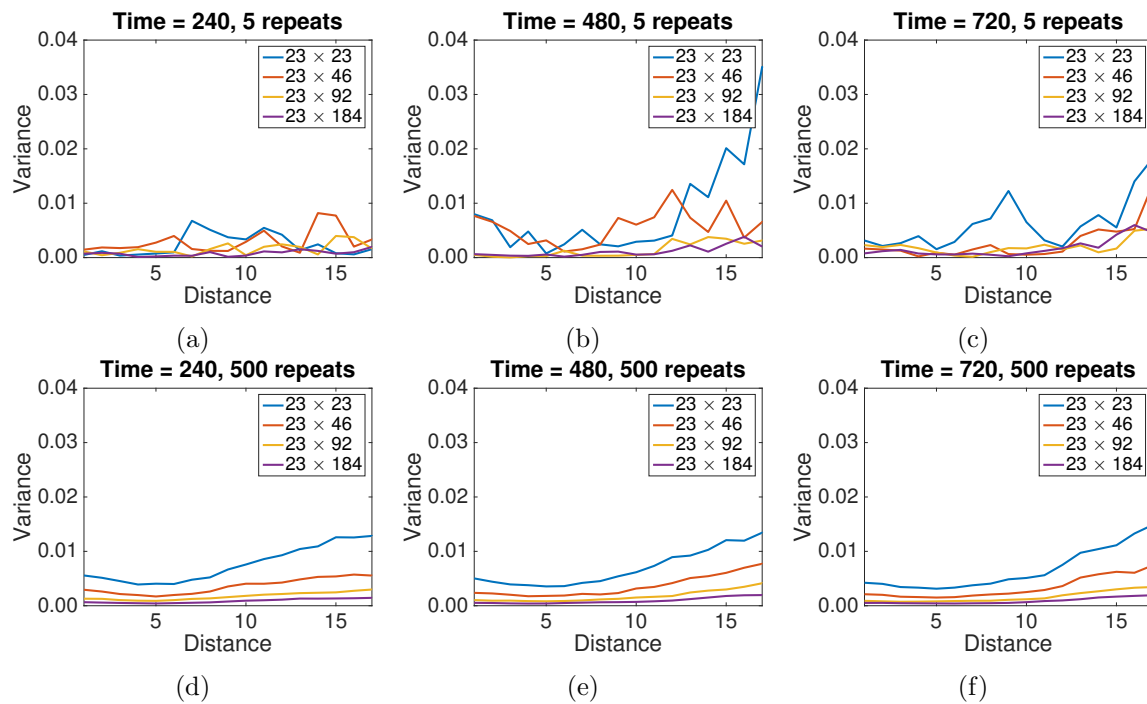 Time = 240, 5 repeats
0.04
0.03
0.02
0.01
0.00
Variance
5 10 15
Distance
23 × 23
23 × 46
23 × 92
23 × 184
(a)
Time = 480, 5 repeats
0.04
0.03
0.02
0.01
0.00
Variance
5 10 15
Distance
23 × 23
23 × 46
23 × 92
23 × 184
(b)
Time = 720, 5 repeats
0.04
0.03
0.02
0.01
0.00
Variance
5 10 15
Distance
23 × 23
23 × 46
23 × 92
23 × 184
(c)
Time = 240, 500 repeats
0.04
0.03
0.02
0.01
0.00
Variance
5 10 15
Distance
23 × 23
23 × 46
23 × 92
23 × 184
(d)
Time = 480, 500 repeats
0.04
0.03
0.02
0.01
0.00
Variance
5 10 15
Distance
23 × 23
23 × 46
23 × 92
23 × 184
(e)
Time = 720, 500 repeats
0.04
0.03
0.02
0.01
0.00
Variance
5 10 15
Distance
23 × 23
23 × 46
23 × 92
23 × 184
(f)